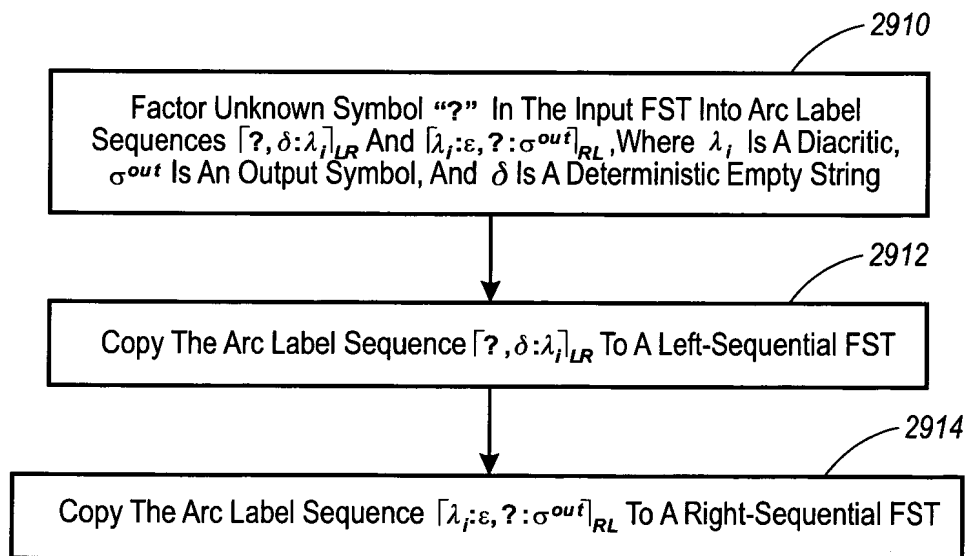 2910
Factor Unknown Symbol “?” In The Input FST Into Arc Label
Sequences ⌈?, δ:λᵢ⌉LR And ⌈λᵢ:ε, ?:σᵒᵘᵗ⌉RL ,Where λᵢ Is A Diacritic,
σᵒᵘᵗ Is An Output Symbol, And δ Is A Deterministic Empty String
2912
Copy The Arc Label Sequence ⌈?, δ:λᵢ⌉LR To A Left-Sequential FST
2914
Copy The Arc Label Sequence ⌈λᵢ:ε, ?:σᵒᵘᵗ⌉RL To A Right-Sequential FST